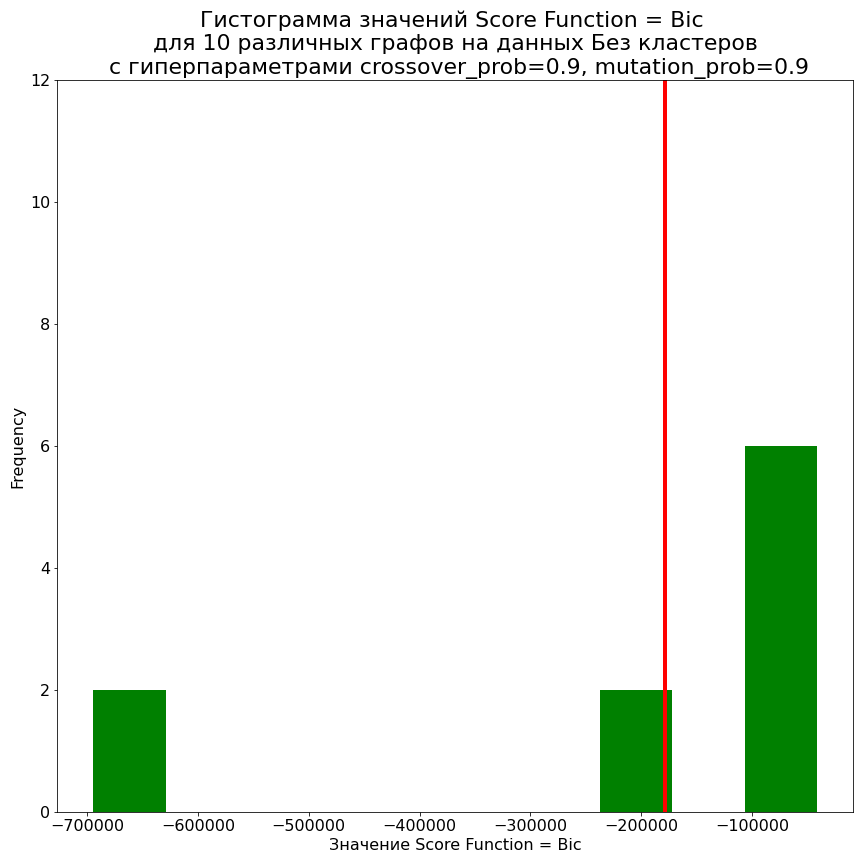 Гистограмма значений Score Function = Bic
для 10 различных графов на данных Без кластеров
с гиперпараметрами crossover_prob=0.9, mutation_prob=0.9
12
10
8
6
4
2
0
Frequency
−700000 −600000 −500000 −400000 −300000 −200000 −100000
Значение Score Function = Bic